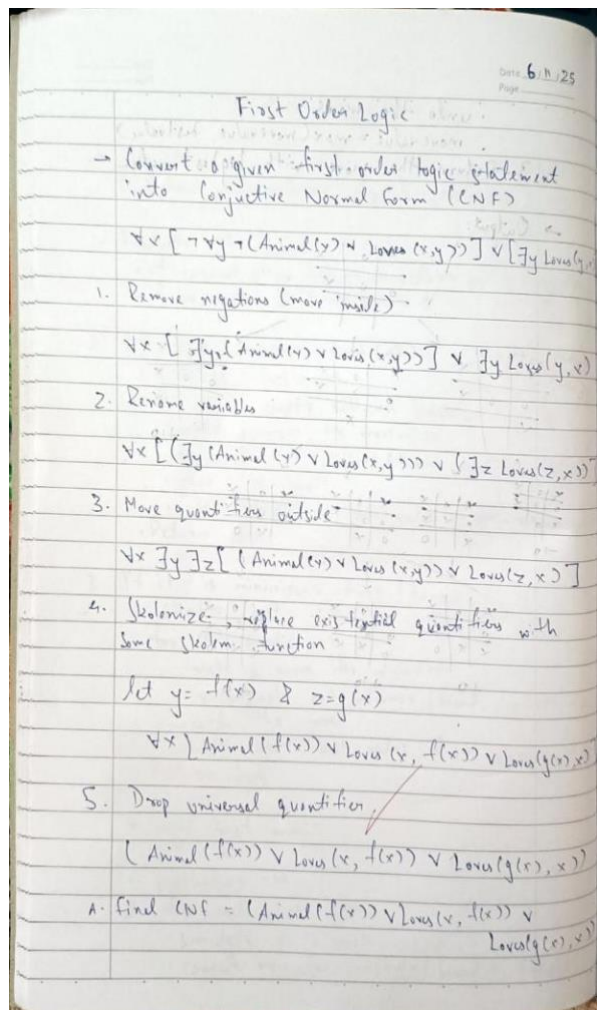 Date 6/11/25
Page
First Order Logic
→ Convert a given first order logic statement
into Conjuctive Normal Form (CNF)
∀x [ ¬∀y ¬(Animal(y) ∨ Loves (x,y))] ∨ [∃y Loves(y,x)
1. Remove negations (move inside)
∀x [ ∃y (Animal(y) ∨ Loves(x,y))] ∨ ∃y Loves(y,x)
2. Rename variables
∀x [(∃y (Animal(y) ∨ Loves(x,y))) ∨ (∃z Loves(z,x))]
3. Move quantifiers outside
∀x ∃y ∃z [ (Animal(y) ∨ Loves(x,y)) ∨ Loves(z,x)]
4. Skolemize, replace existential quantifiers with
some skolem function
let y = f(x) & z = g(x)
∀x [ Animal(f(x)) ∨ Loves (x, f(x)) ∨ Loves(g(x),x)]
5. Drop universal quantifier.
( Animal(f(x)) ∨ Loves(x, f(x)) ∨ Loves(g(x), x))
A. Final CNF = (Animal(f(x)) ∨ Loves(x, f(x)) ∨
Loves(g(x),x))